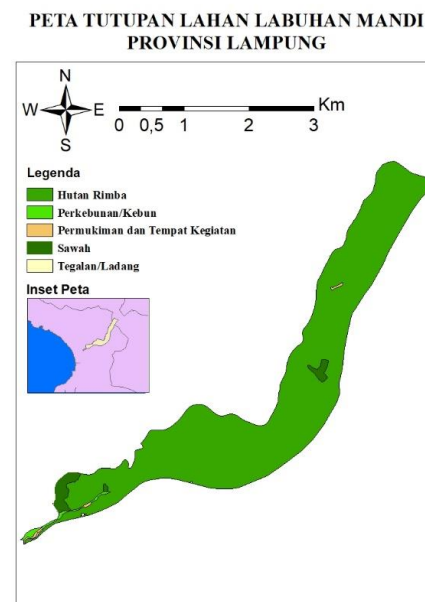 PETA TUTUPAN LAHAN LABUHAN MANDI
PROVINSI LAMPUNG
N
W E
S
Km
0 0,5 1 2 3
Legenda
Hutan Rimba
Perkebunan/Kebun
Permukiman dan Tempat Kegiatan
Sawah
Tegalan/Ladang
Inset Peta